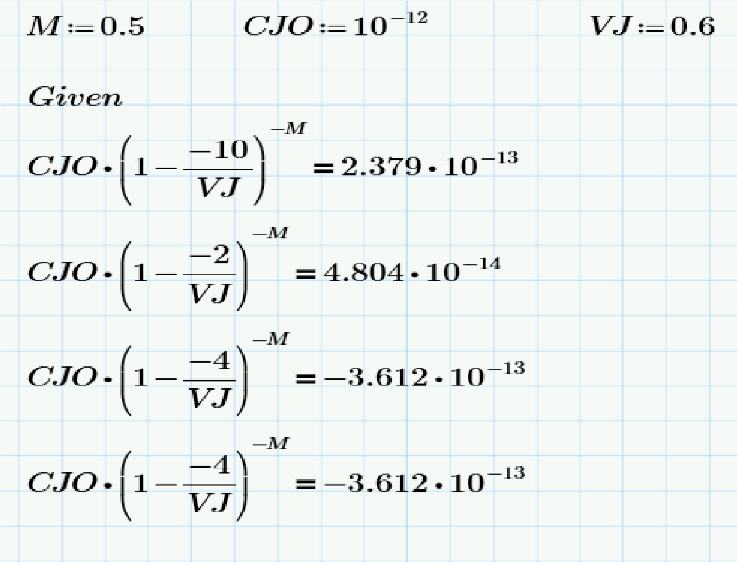 M:=0.5 CJO:=10⁻¹² VJ:=0.6
Given
CJO·(1−(−10/VJ))^−M = 2.379·10⁻¹³
CJO·(1−(−2/VJ))^−M = 4.804·10⁻¹⁴
CJO·(1−(−4/VJ))^−M = −3.612·10⁻¹³
CJO·(1−(−4/VJ))^−M = −3.612·10⁻¹³